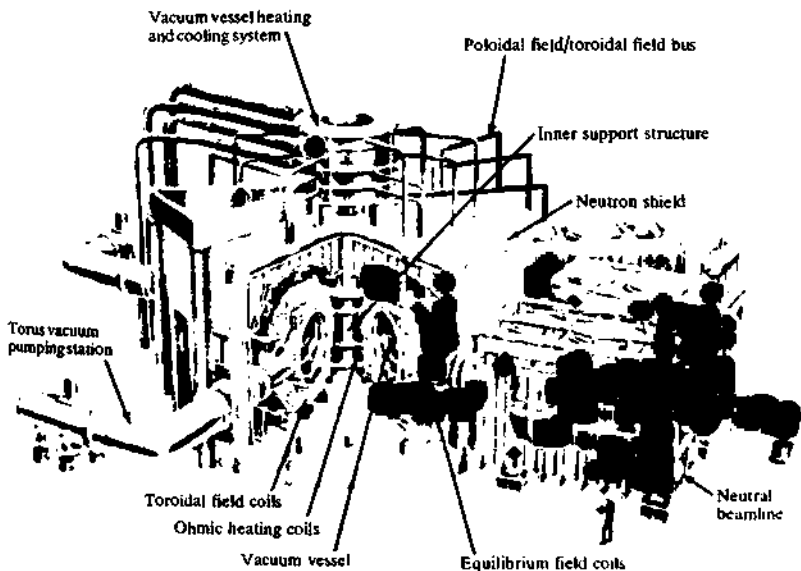 Vacuum vessel heating
and cooling system
Poloidal field/toroidal field bus
Inner support structure
Neutron shield
Torus vacuum
pumping station
Toroidal field coils
Ohmic heating coils
Vacuum vessel
Equilibrium field coils
Neutral
beamline